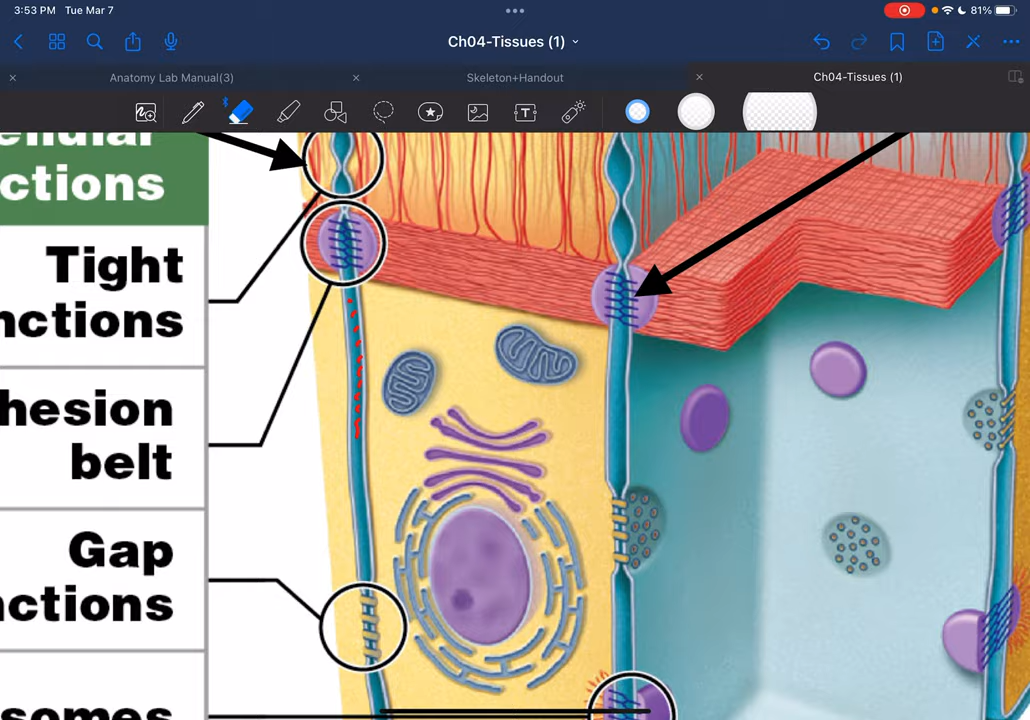 3:53 PM Tue Mar 7
81%
Ch04-Tissues (1)
Anatomy Lab Manual(3)
Skeleton+Handout
Ch04-Tissues (1)
ellular
ctions
Tight
nctions
hesion
belt
Gap
nctions
somes